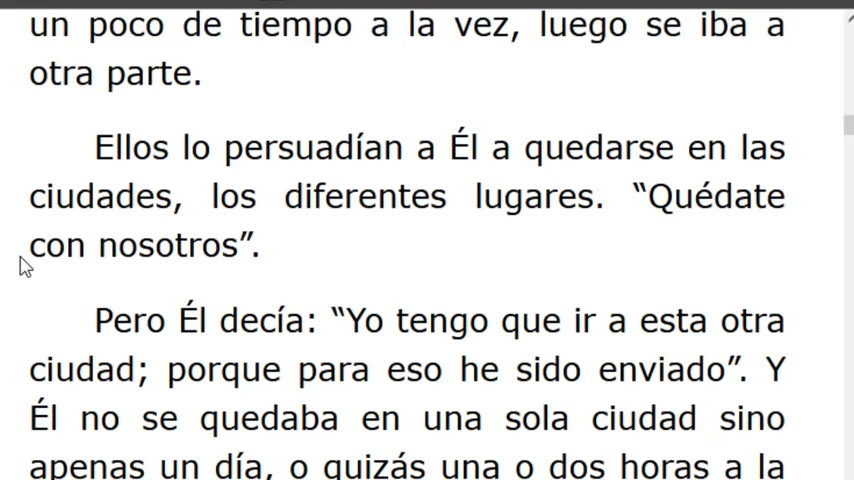 un poco de tiempo a la vez, luego se iba a
otra parte.
Ellos lo persuadían a Él a quedarse en las
ciudades, los diferentes lugares. “Quédate
con nosotros”.
Pero Él decía: “Yo tengo que ir a esta otra
ciudad; porque para eso he sido enviado”. Y
Él no se quedaba en una sola ciudad sino
apenas un día, o quizás una o dos horas a la